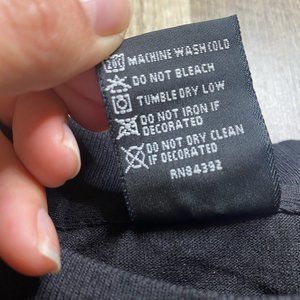 MACHINE WASH COLD
DO NOT BLEACH
TUMBLE DRY LOW
DO NOT IRON IF
DECORATED
DO NOT DRY CLEAN
IF DECORATED
RN94392